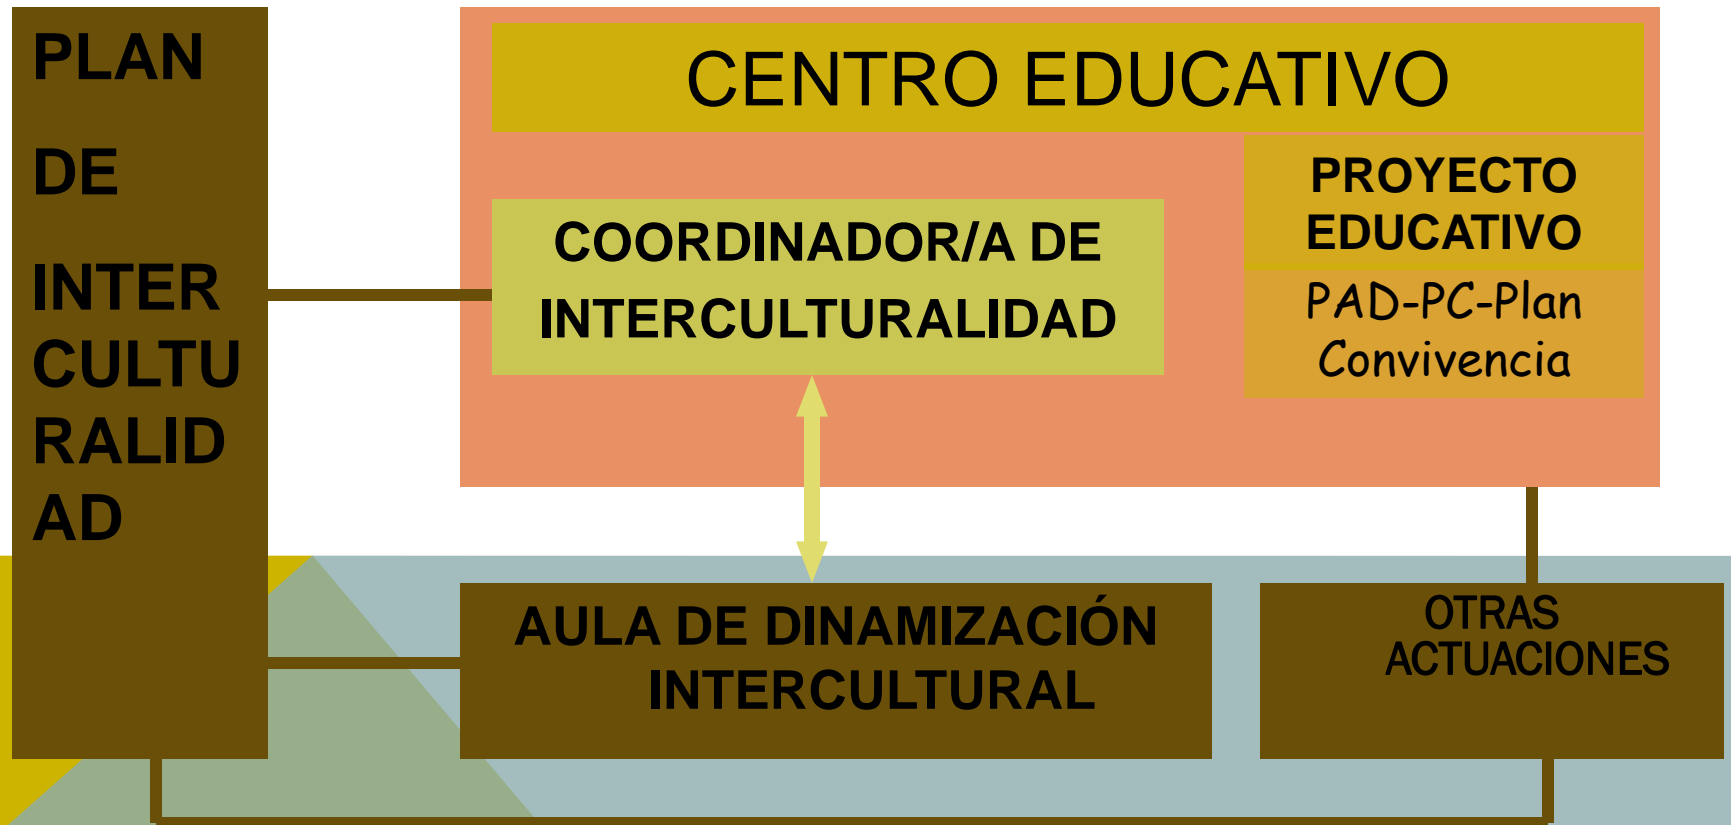 PLAN
DE
INTER
CULTU
RALID
AD
CENTRO EDUCATIVO
COORDINADOR/A DE
INTERCULTURALIDAD
PROYECTO
EDUCATIVO
PAD-PC-Plan
Convivencia
AULA DE DINAMIZACIÓN
INTERCULTURAL
OTRAS
ACTUACIONES